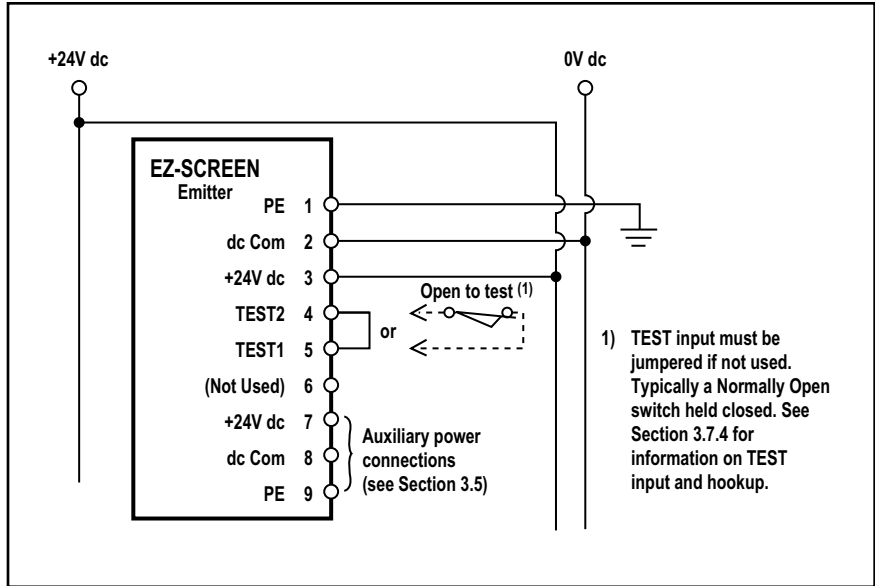 +24V dc
0V dc
EZ-SCREEN
Emitter
PE 1
dc Com 2
+24V dc 3
TEST2 4
TEST1 5
(Not Used) 6
+24V dc 7
dc Com 8
PE 9
Open to test (1)
or
Auxiliary power
connections
(see Section 3.5)
1) TEST input must be
jumpered if not used.
Typically a Normally Open
switch held closed. See
Section 3.7.4 for
information on TEST
input and hookup.